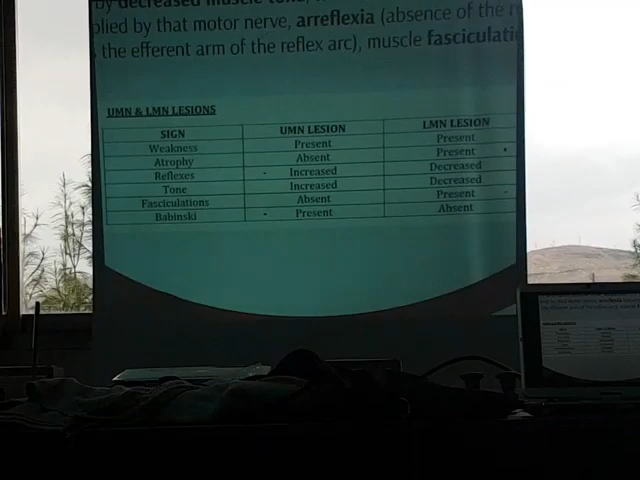 by decreased muscle tone,
plied by that motor nerve, arreflexia (absence of the
the efferent arm of the reflex arc), muscle fasciculati
UMN & LMN LESIONS
SIGN UMN LESION LMN LESION
Weakness Present Present
Atrophy Absent Present
Reflexes - Increased Decreased
Tone Increased Decreased
Fasciculations Absent Present -
Babinski - Present Absent